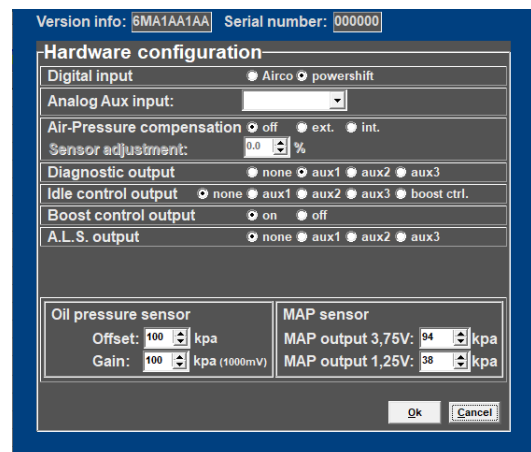 Version info: 6MA1AA1AA Serial number: 000000
Hardware configuration
Digital input Airco powershift
Analog Aux input:
Air-Pressure compensation off ext. int.
Sensor adjustment: 0.0 %
Diagnostic output none aux1 aux2 aux3
Idle control output none aux1 aux2 aux3 boost ctrl.
Boost control output on off
A.L.S. output none aux1 aux2 aux3
Oil pressure sensor
Offset: 100 kpa
Gain: 100 kpa (1000mV)
MAP sensor
MAP output 3,75V: 94 kpa
MAP output 1,25V: 38 kpa
Ok Cancel